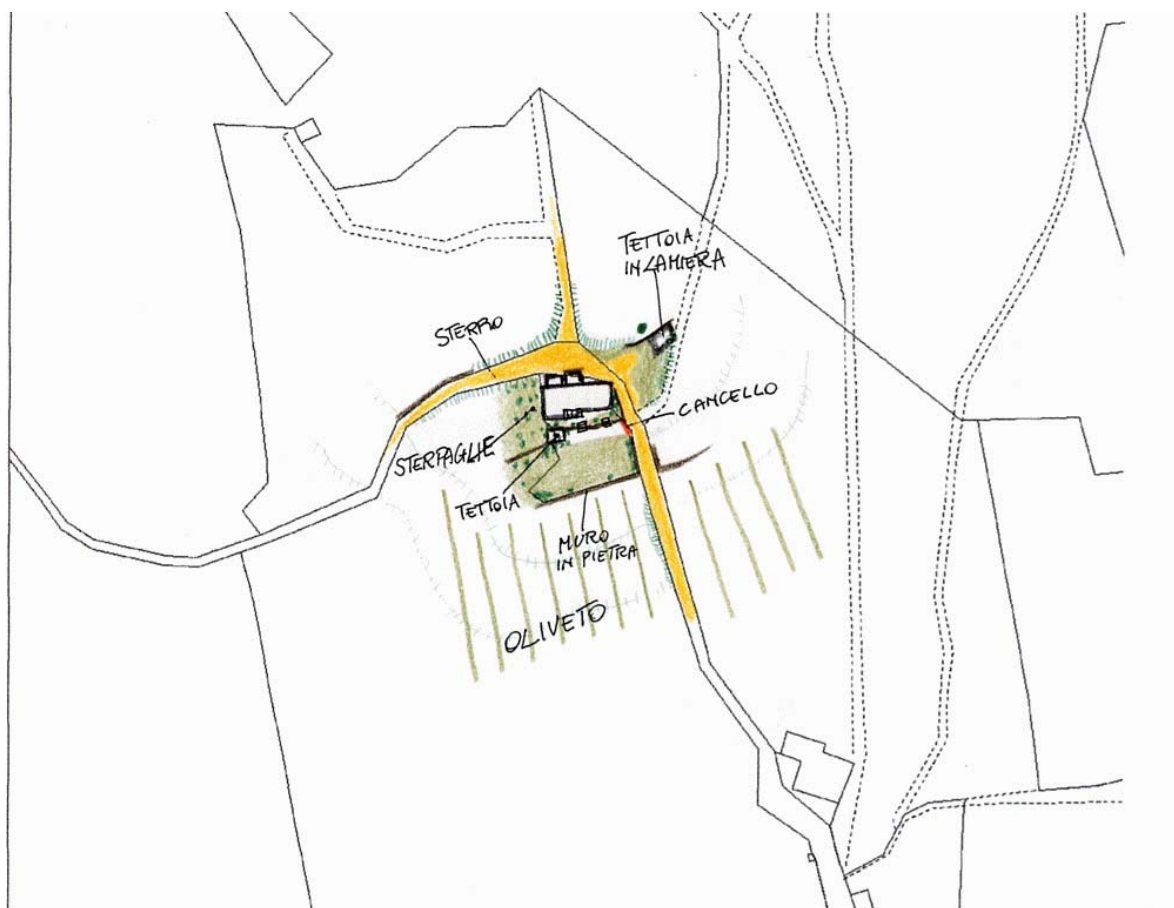 TETTOIA
IN LAMIERA
STERRO
CANCELLO
STERPAGLIE
TETTOIA
MURO
IN PIETRA
OLIVETO